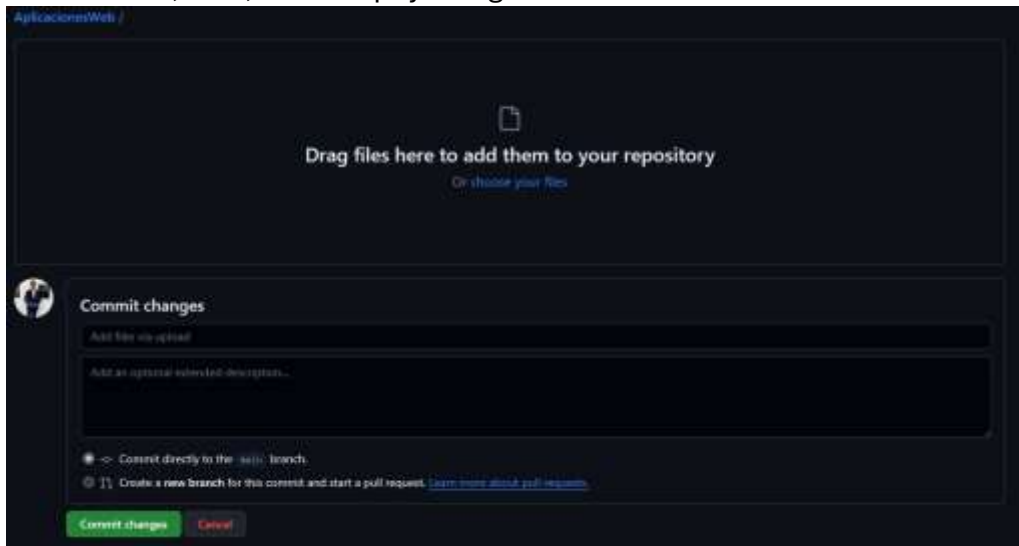 AplicacionesWeb /
Drag files here to add them to your repository
Or choose your files
Commit changes
Add files via upload
Add an optional extended description...
Commit directly to the main branch.
Create a new branch for this commit and start a pull request. Learn more about pull requests.
Commit changes
Cancel